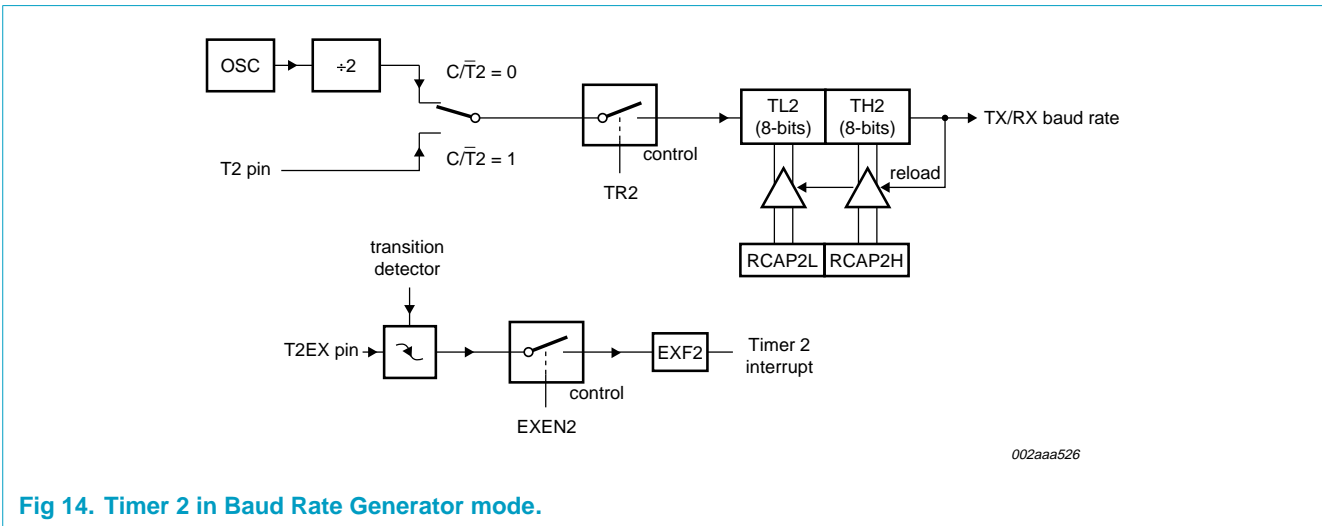 OSC
÷2
C/T̅2 = 0
C/T̅2 = 1
T2 pin
control
TR2
TL2
(8-bits)
TH2
(8-bits)
TX/RX baud rate
reload
RCAP2L
RCAP2H
transition
detector
T2EX pin
control
EXEN2
EXF2
Timer 2
interrupt
002aaa526
Fig 14. Timer 2 in Baud Rate Generator mode.